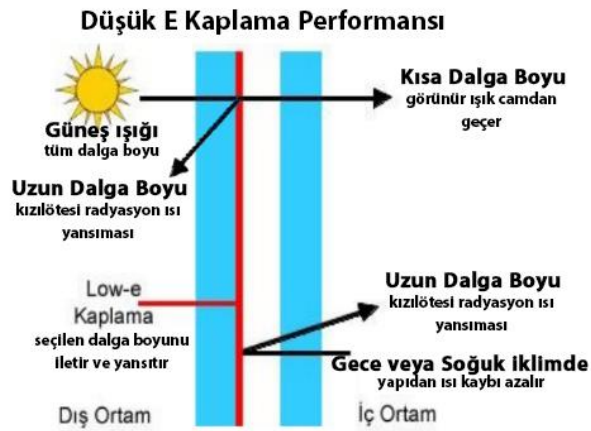 Düşük E Kaplama Performansı
Kısa Dalga Boyu
görünür ışık camdan
geçer
Güneş ışığı
tüm dalga boyu
Uzun Dalga Boyu
kızılötesi radyasyon ısı
yansıması
Low-e
Kaplama
seçilen dalga boyunu
iletir ve yansıtır
Uzun Dalga Boyu
kızılötesi radyasyon ısı
yansıması
Gece veya Soğuk iklimde
yapıdan ısı kaybı azalır
Dış Ortam
İç Ortam